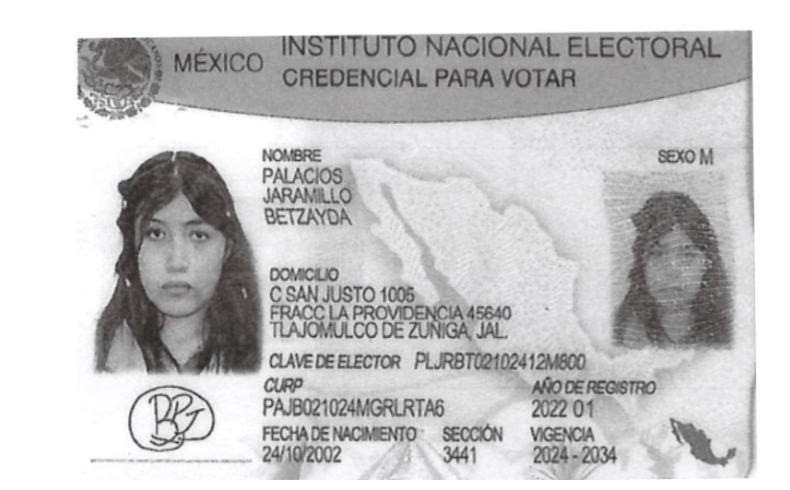 MÉXICO
INSTITUTO NACIONAL ELECTORAL
CREDENCIAL PARA VOTAR
NOMBRE
PALACIOS
JARAMILLO
BETZAYDA
SEXO M
DOMICILIO
C SAN JUSTO 1005
FRACC LA PROVIDENCIA 45640
TLAJOMULCO DE ZUÑIGA, JAL.
CLAVE DE ELECTOR PLJRBT02102412M800
CURP
PAJB021024MGRLRTA6
AÑO DE REGISTRO
2022 01
FECHA DE NACIMIENTO
24/10/2002
SECCIÓN
3441
VIGENCIA
2024 - 2034